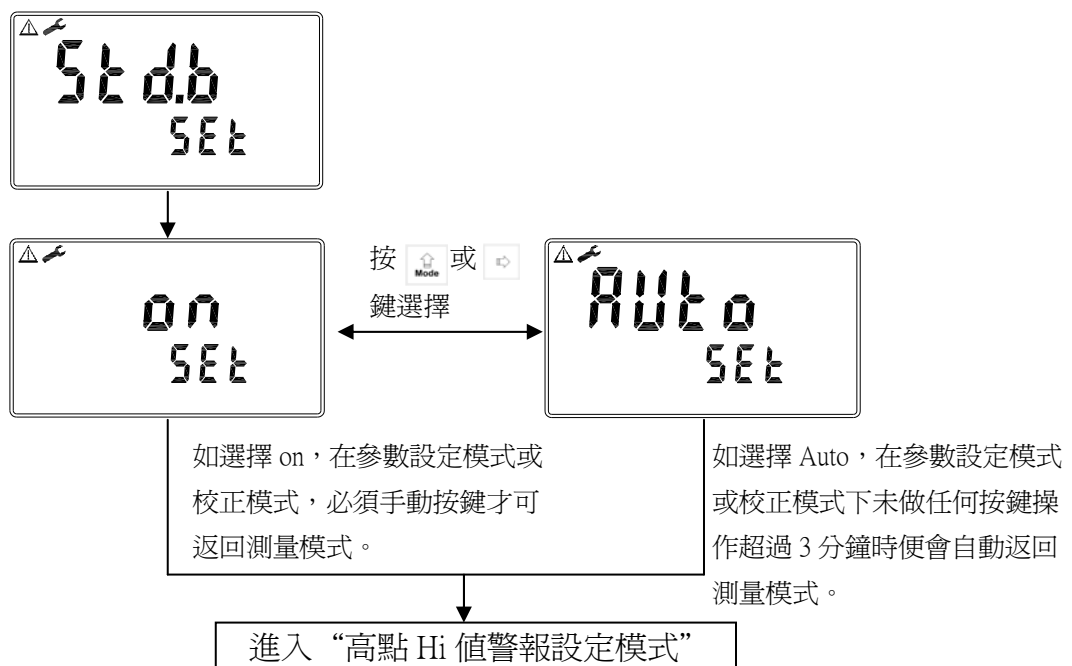 Std.b
SEt
on
SEt
按 Mode 或
鍵選擇
AUto
SEt
如選擇 on，在參數設定模式或
校正模式，必須手動按鍵才可
返回測量模式。
如選擇 Auto，在參數設定模式
或校正模式下未做任何按鍵操
作超過 3 分鐘時便會自動返回
測量模式。
進入“高點 Hi 值警報設定模式”